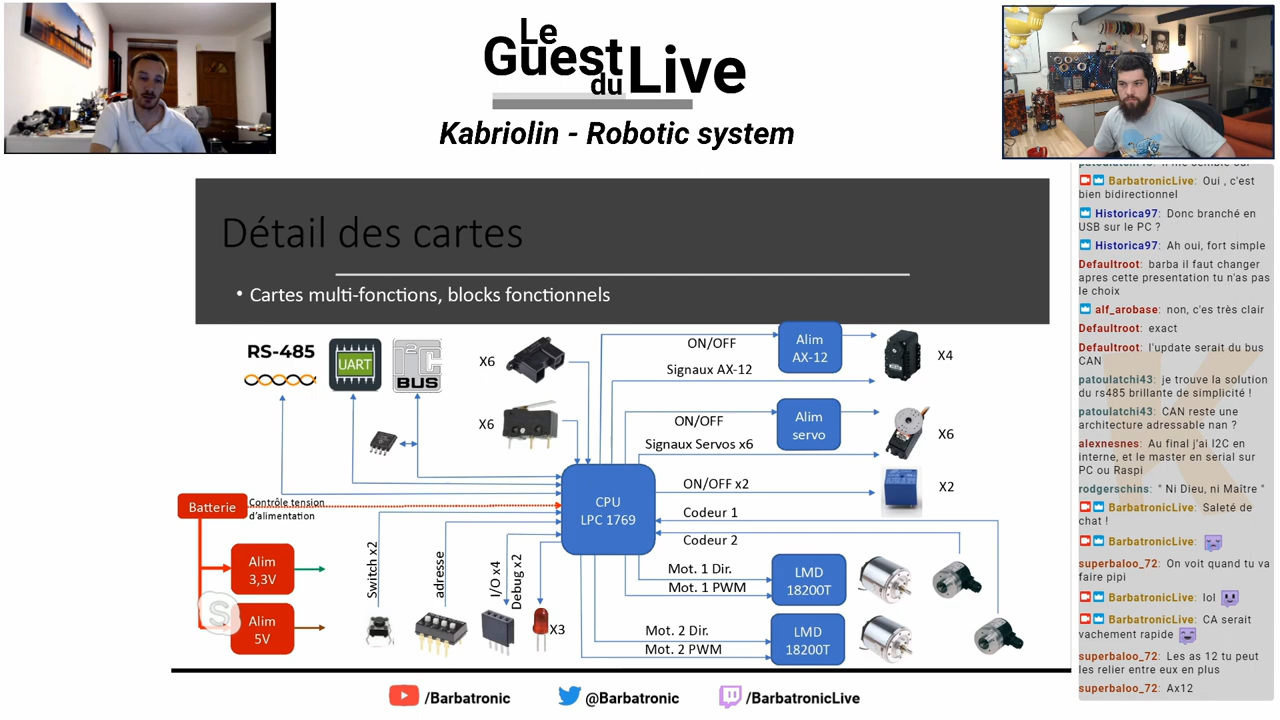 Le
Guest
du Live
Kabriolin - Robotic system
Détail des cartes
• Cartes multi-fonctions, blocks fonctionnels
RS-485
UART
I2C
BUS
X6
X6
ON/OFF
Alim
AX-12
Signaux AX-12
X4
ON/OFF
Alim
servo
Signaux Servos x6
X6
CPU
LPC 1769
ON/OFF x2
X2
Batterie
Contrôle tension
d'alimentation
Codeur 1
Codeur 2
Alim
3,3V
Alim
5V
Switch x2
adresse
I/O x4
Debug x2
X3
Mot. 1 Dir.
Mot. 1 PWM
LMD
18200T
Mot. 2 Dir.
Mot. 2 PWM
LMD
18200T
/Barbatronic
@Barbatronic
/BarbatronicLive
BarbatronicLive: Oui , c'est
bien bidirectionnel
Historica97: Donc branché en
USB sur le PC ?
Historica97: Ah oui, fort simple
Defaultroot: barba il faut changer
apres cette presentation tu n'as pas
le choix
alf_arobase: non, c'es très clair
Defaultroot: exact
Defaultroot: l'update serait du bus
CAN
patoulatchi43: je trouve la solution
du rs485 brillante de simplicité !
patoulatchi43: CAN reste une
architecture adressable nan ?
alexnesnes: Au final j'ai I2C en
interne, et le master en serial sur
PC ou Raspi
rodgerschins: " Ni Dieu, ni Maître "
BarbatronicLive: Saleté de
chat !
BarbatronicLive:
superbaloo_72: On voit quand tu va
faire pipi
BarbatronicLive: lol
BarbatronicLive: CA serait
vachement rapide
superbaloo_72: Les as 12 tu peut
les relier entre eux en plus
superbaloo_72: Ax12